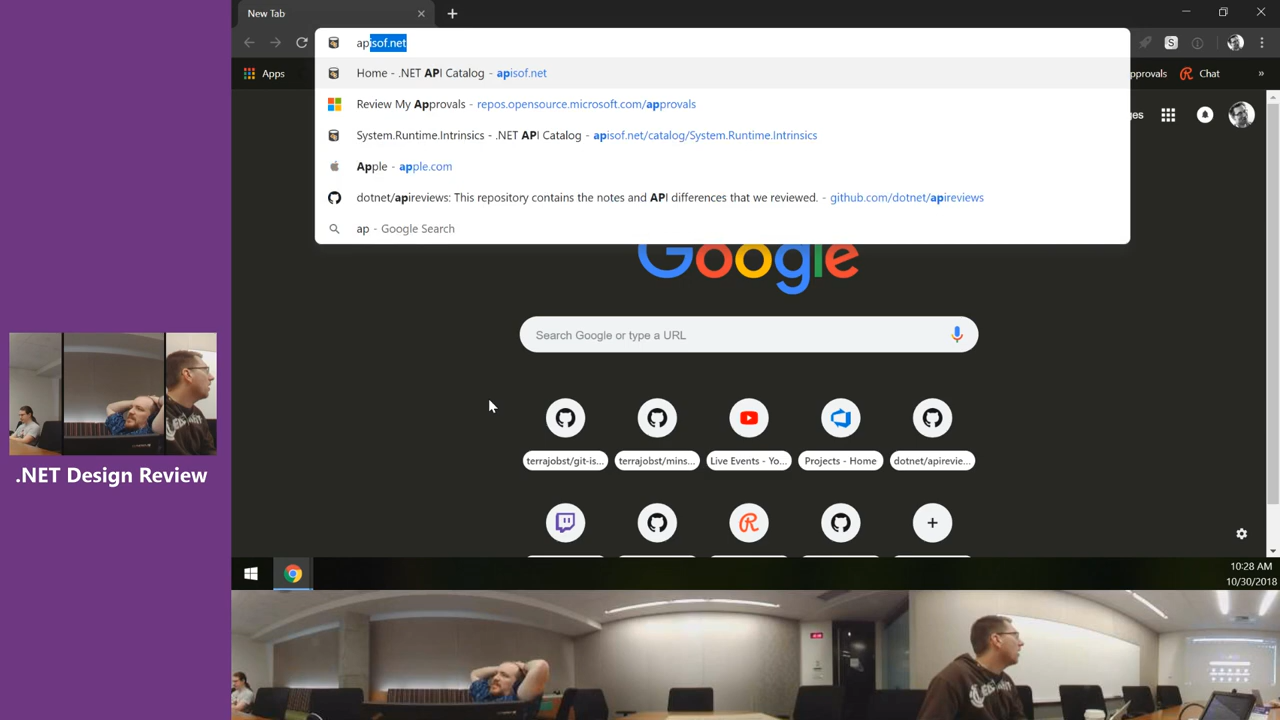 New Tab
apisof.net
Apps
Home - .NET API Catalog - apisof.net
Review My Approvals - repos.opensource.microsoft.com/approvals
System.Runtime.Intrinsics - .NET API Catalog - apisof.net/catalog/System.Runtime.Intrinsics
Apple - apple.com
dotnet/apireviews: This repository contains the notes and API differences that we reviewed. - github.com/dotnet/apireviews
ap - Google Search
pprovals
Chat
»
ges
Google
Search Google or type a URL
terrajobst/git-is...
terrajobst/mins...
Live Events - Yo...
Projects - Home
dotnet/apirevie...
.NET Design Review
10:28 AM
10/30/2018